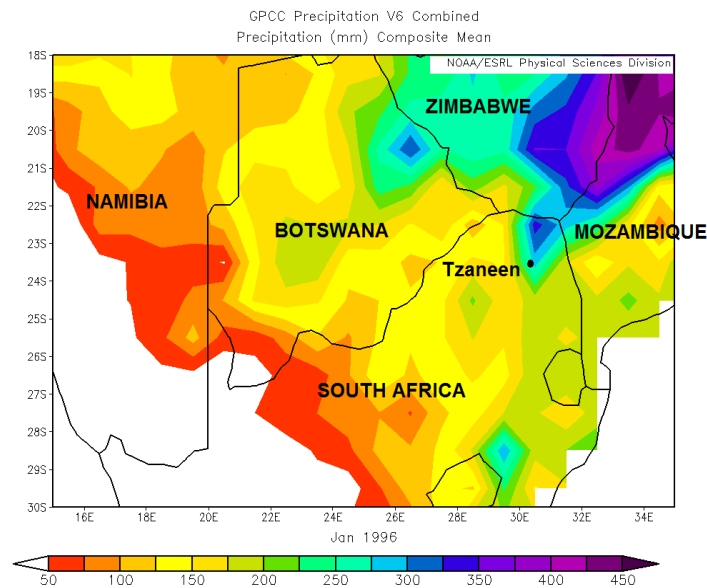 GPCC Precipitation V6 Combined
Precipitation (mm) Composite Mean
NOAA/ESRL Physical Sciences Division
18S
19S
20S
21S
22S
23S
24S
25S
26S
27S
28S
29S
30S
ZIMBABWE
NAMIBIA
BOTSWANA
MOZAMBIQUE
Tzaneen
SOUTH AFRICA
16E 18E 20E 22E 24E 26E 28E 30E 32E 34E
Jan 1996
50 100 150 200 250 300 350 400 450